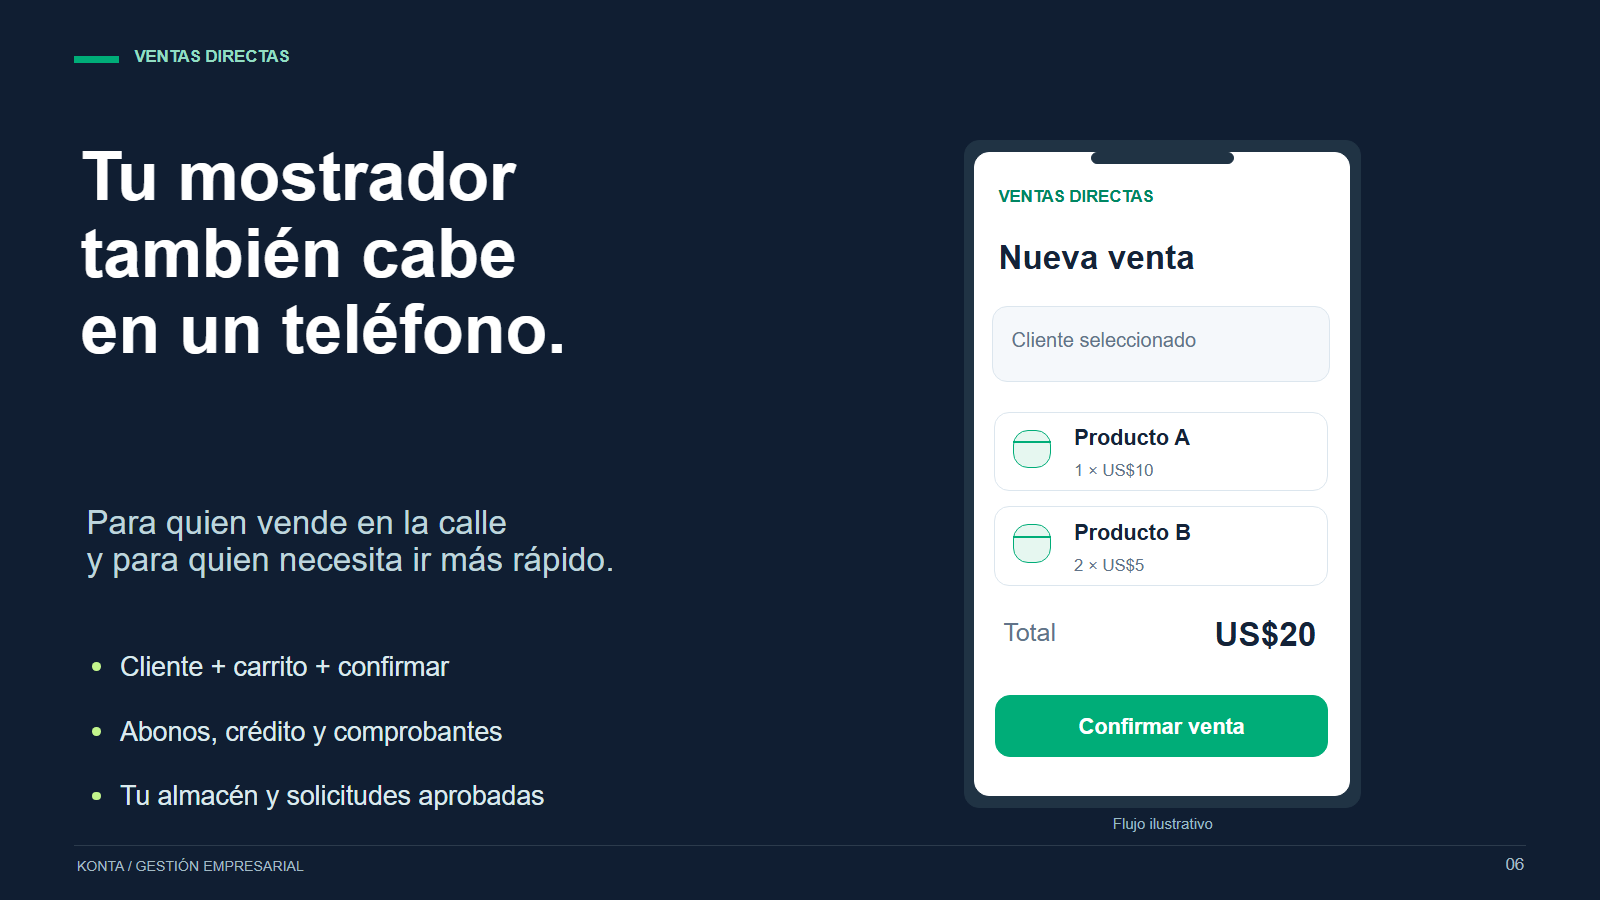 VENTAS DIRECTAS
Tu mostrador
también cabe
en un teléfono.
Para quien vende en la calle
y para quien necesita ir más rápido.
• Cliente + carrito + confirmar
• Abonos, crédito y comprobantes
• Tu almacén y solicitudes aprobadas
VENTAS DIRECTAS
Nueva venta
Cliente seleccionado
Producto A
1 × US$10
Producto B
2 × US$5
Total US$20
Confirmar venta
Flujo ilustrativo
KONTA / GESTIÓN EMPRESARIAL
06